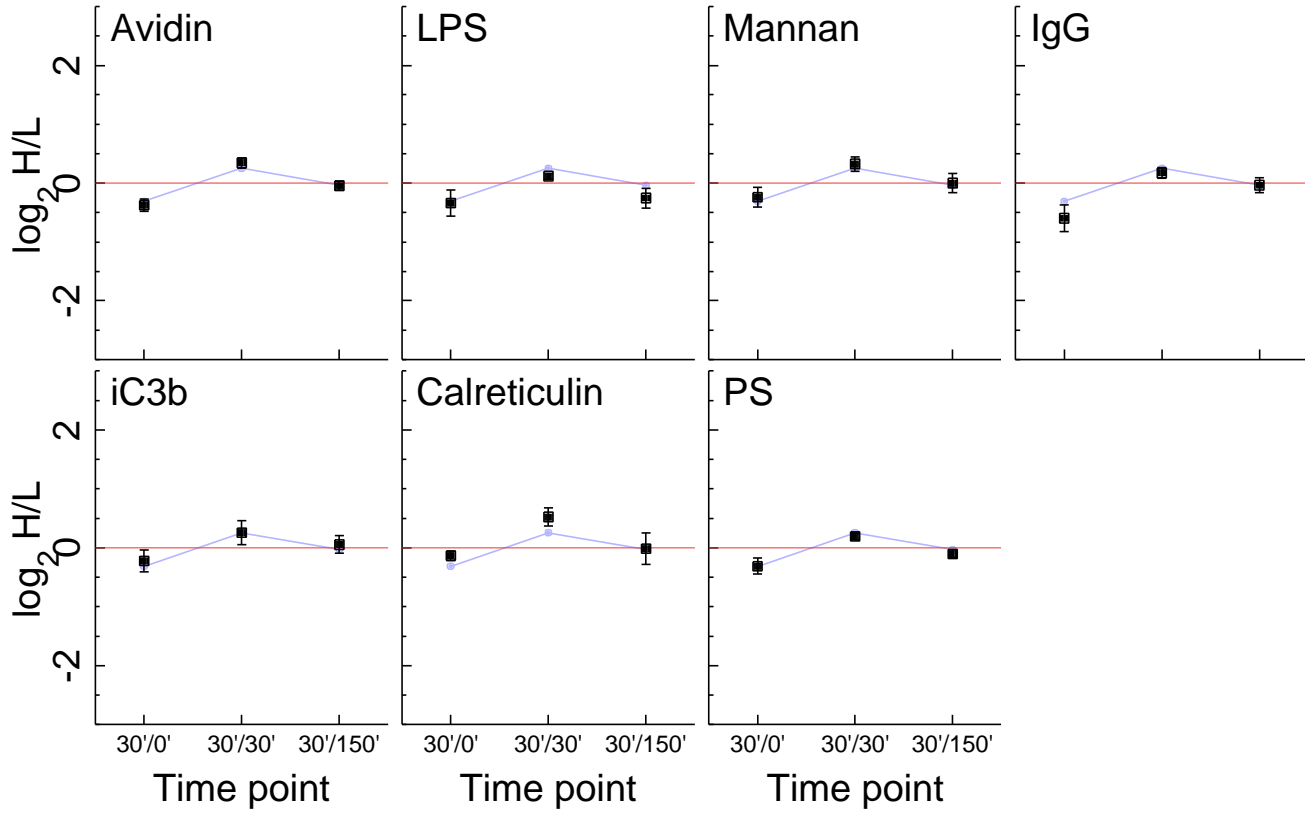 Avidin
LPS
Mannan
IgG
log2 H/L
2
0
-2
iC3b
Calreticulin
PS
log2 H/L
2
0
-2
30'/0' 30'/30' 30'/150'
30'/0' 30'/30' 30'/150'
30'/0' 30'/30' 30'/150'
Time point
Time point
Time point